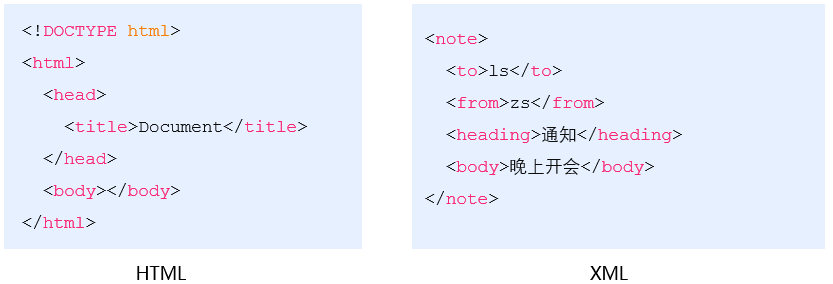 <!DOCTYPE html>
<html>
  <head>
    <title>Document</title>
  </head>
  <body></body>
</html>
HTML
<note>
  <to>ls</to>
  <from>zs</from>
  <heading>通知</heading>
  <body>晚上开会</body>
</note>
XML